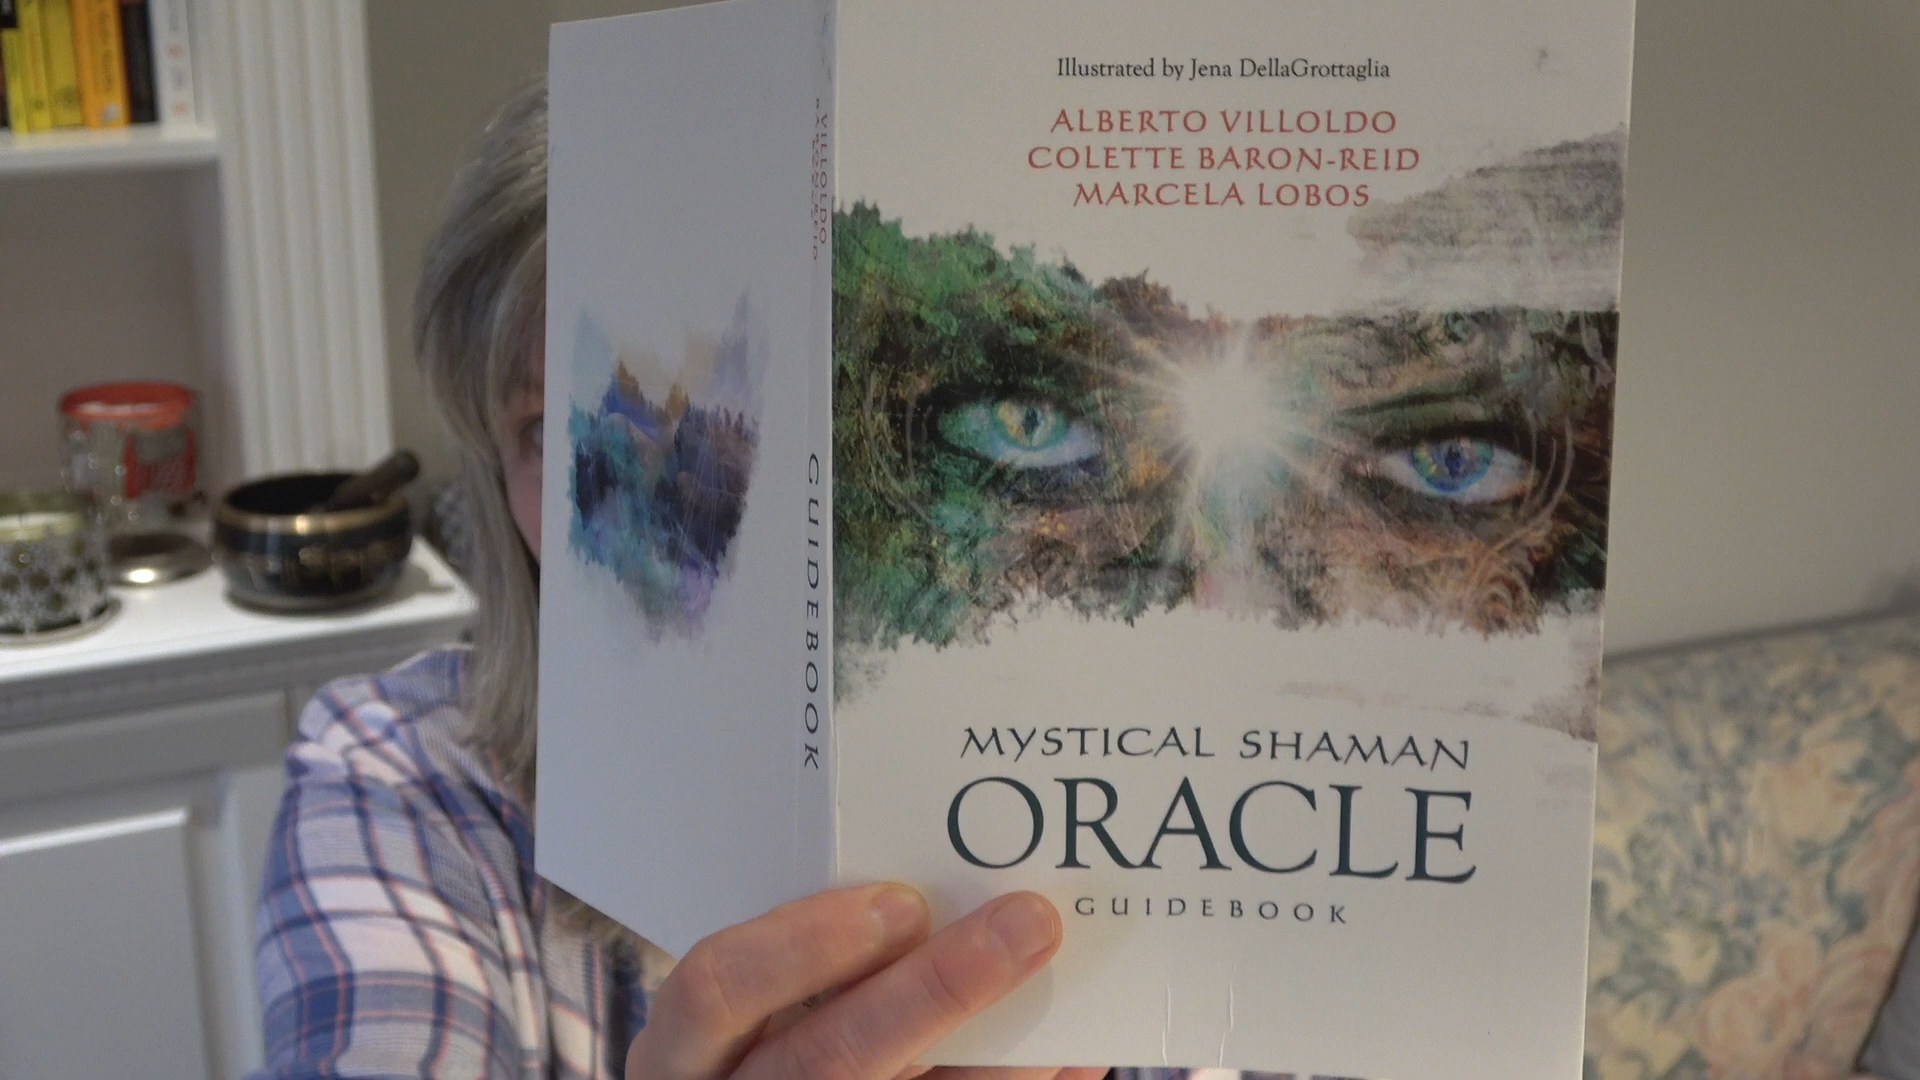 Illustrated by Jena DellaGrottaglia
ALBERTO VILLOLDO
COLETTE BARON-REID
MARCELA LOBOS
MYSTICAL SHAMAN
ORACLE
GUIDEBOOK
VILLOLDO
GUIDEBOOK